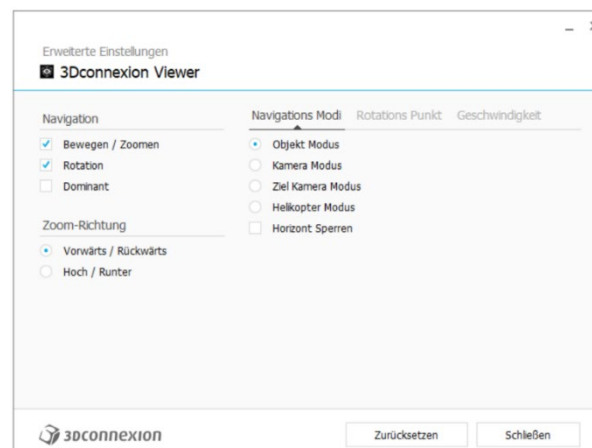 Erweiterte Einstellungen
3Dconnexion Viewer
Navigation
Bewegen / Zoomen
Rotation
Dominant
Zoom-Richtung
Vorwärts / Rückwärts
Hoch / Runter
Navigations Modi Rotations Punkt Geschwindigkeit
Objekt Modus
Kamera Modus
Ziel Kamera Modus
Helikopter Modus
Horizont Sperren
3Dconnexion
Zurücksetzen Schließen